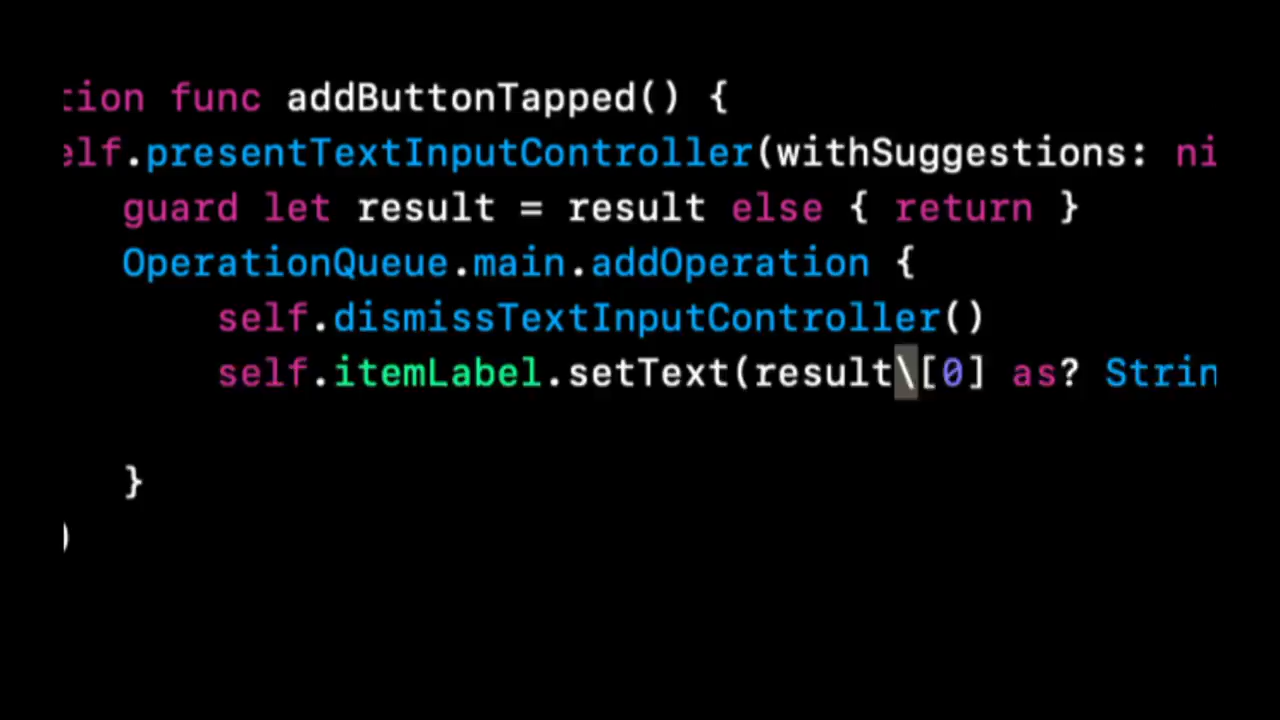 tion func addButtonTapped() {
elf.presentTextInputController(withSuggestions: ni
guard let result = result else { return }
OperationQueue.main.addOperation {
self.dismissTextInputController()
self.itemLabel.setText(result\[0] as? Strin
}
)